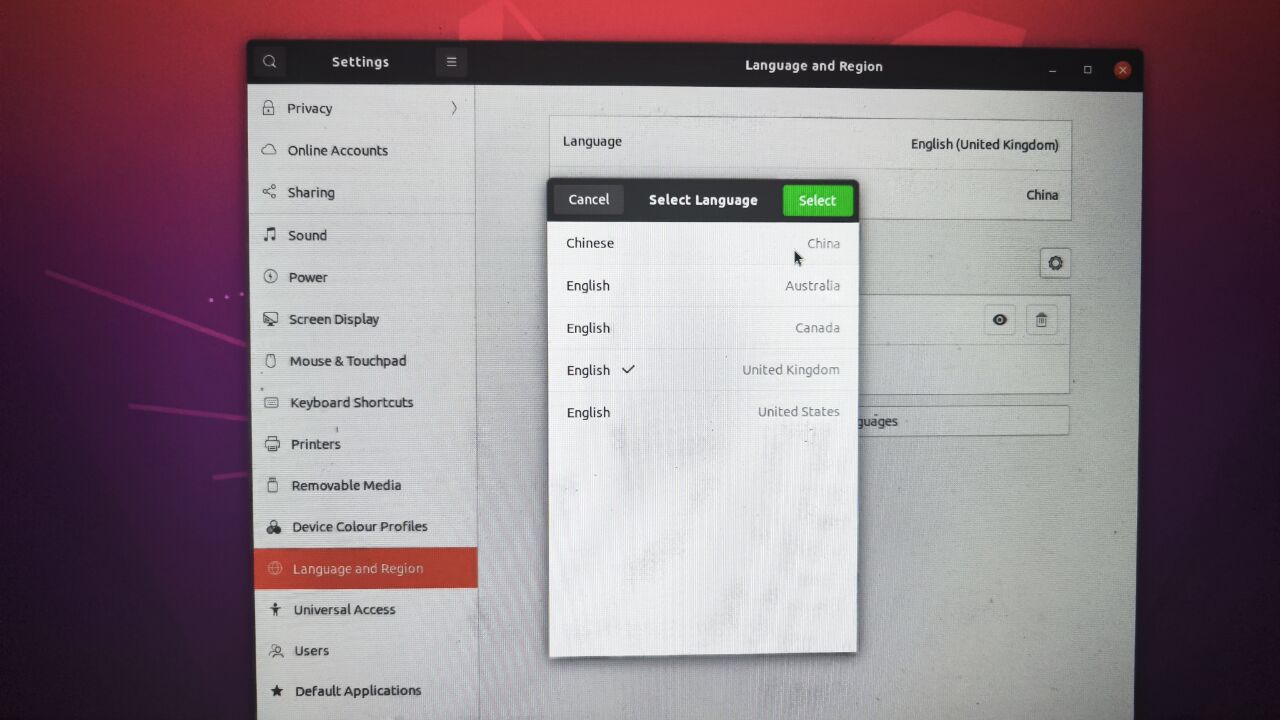 Settings
Language and Region
Privacy
Online Accounts
Sharing
Sound
Power
Screen Display
Mouse & Touchpad
Keyboard Shortcuts
Printers
Removable Media
Device Colour Profiles
Language and Region
Universal Access
Users
Default Applications
Language English (United Kingdom)
China
guages
Cancel Select Language Select
Chinese China
English Australia
English Canada
English ✓ United Kingdom
English United States